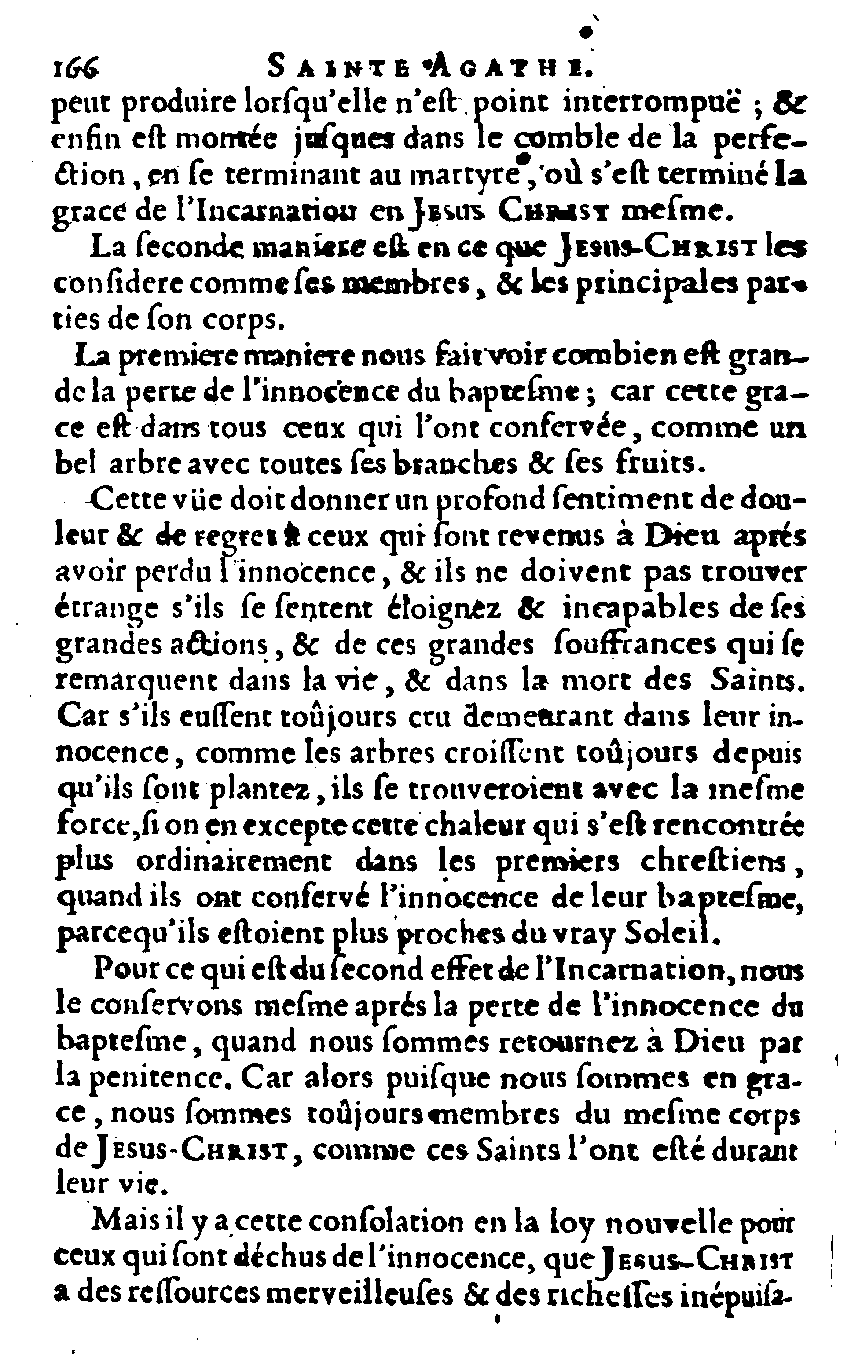 166 SAINTE AGATHE.
peut produire lorſqu'elle n'eſt point interrompuë ; &
enfin eſt montée juſques dans le comble de la perfe-
ction, en ſe terminant au martyre, où s'eſt terminé la
grace de l'Incarnation en JESUS CHRIST meſme.
La ſeconde maniere eſt en ce que JESUS-CHRIST les
conſidere comme ſes membres, & les principales par-
ties de ſon corps.
La premiere maniere nous fait voir combien eſt gran-
de la perte de l'innocence du bapteſme ; car cette gra-
ce eſt dans tous ceux qui l'ont conſervée, comme un
bel arbre avec toutes ſes branches & ſes fruits.
Cette vüe doit donner un profond ſentiment de dou-
leur & de regret à ceux qui ſont revenus à Dieu aprés
avoir perdu l'innocence, & ils ne doivent pas trouver
étrange s'ils ſe ſentent éloignez & incapables de ſes
grandes actions, & de ces grandes ſouffrances qui ſe
remarquent dans la vie, & dans la mort des Saints.
Car s'ils euſſent toûjours cru demeurant dans leur in-
nocence, comme les arbres croiſſent toûjours depuis
qu'ils ſont plantez, ils ſe trouveroient avec la meſme
force, ſi on en excepte cette chaleur qui s'eſt rencontrée
plus ordinairement dans les premiers chreſtiens,
quand ils ont conſervé l'innocence de leur bapteſme,
parcequ'ils eſtoient plus proches du vray Soleil.
Pour ce qui eſt du ſecond effet de l'Incarnation, nous
le conſervons meſme aprés la perte de l'innocence du
bapteſme, quand nous ſommes retournez à Dieu par
la penitence. Car alors puiſque nous ſommes en gra-
ce, nous ſommes toûjours membres du meſme corps
de JESUS-CHRIST, comme ces Saints l'ont eſté durant
leur vie.
Mais il y a cette conſolation en la loy nouvelle pour
ceux qui ſont déchus de l'innocence, que JESUS-CHRIST
a des reſſources merveilleuſes & des richeſſes inépuiſa-